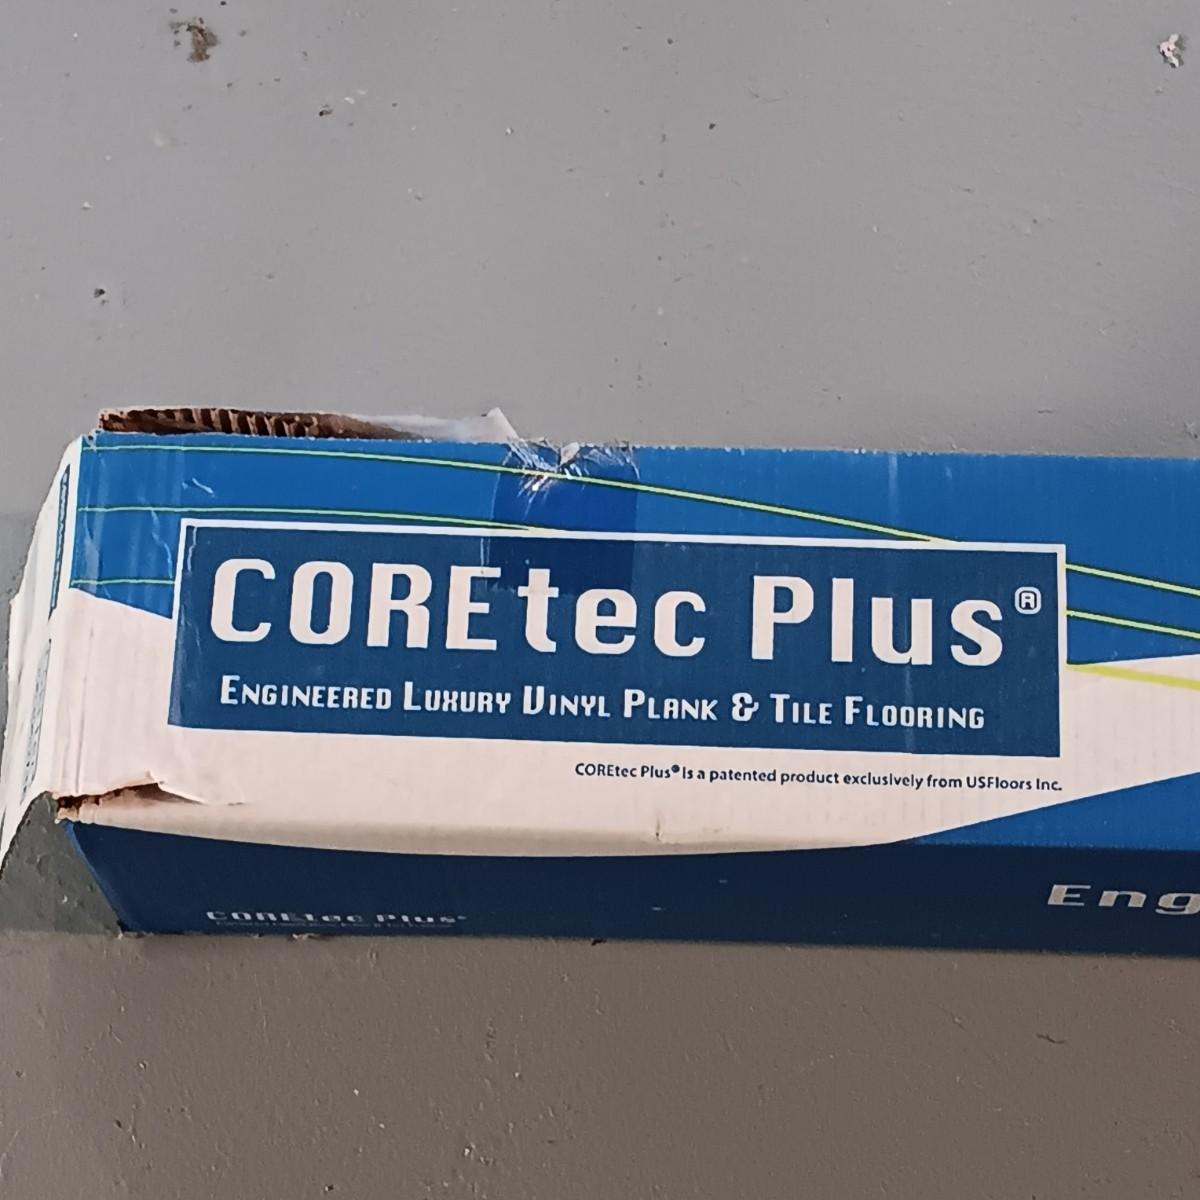 COREtec Plus®
Engineered Luxury Vinyl Plank & Tile Flooring
COREtec Plus® Is a patented product exclusively from USFloors Inc.
Eng
COREtec Plus